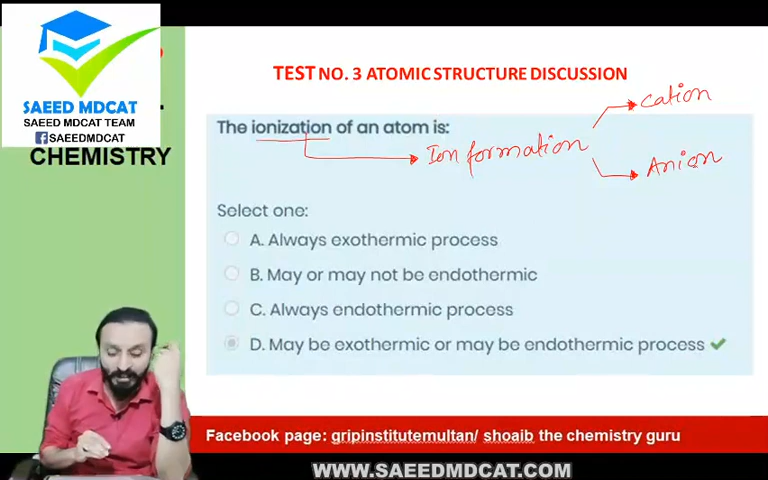 TEST NO. 3 ATOMIC STRUCTURE DISCUSSION
SAEED MDCAT
SAEED MDCAT TEAM
SAEEDMDCAT
CHEMISTRY
The ionization of an atom is:
Ion formation
cation
Anion
Select one:
A. Always exothermic process
B. May or may not be endothermic
C. Always endothermic process
D. May be exothermic or may be endothermic process
Facebook page: gripinstitutemultan/ shoaib the chemistry guru
WWW.SAEEDMDCAT.COM